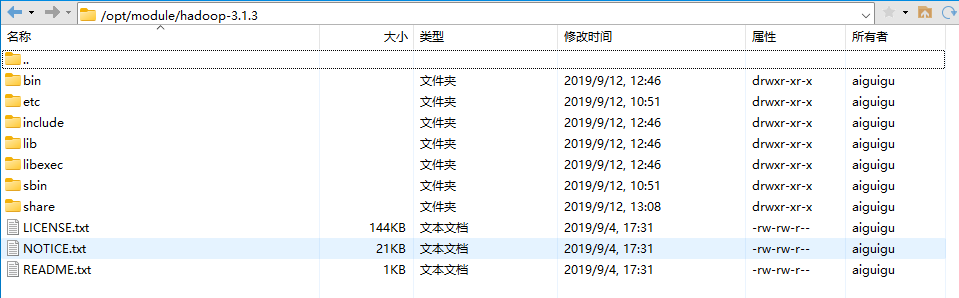 /opt/module/hadoop-3.1.3
名称 大小 类型 修改时间 属性 所有者
..
bin 文件夹 2019/9/12, 12:46 drwxr-xr-x aiguigu
etc 文件夹 2019/9/12, 10:51 drwxr-xr-x aiguigu
include 文件夹 2019/9/12, 12:46 drwxr-xr-x aiguigu
lib 文件夹 2019/9/12, 12:46 drwxr-xr-x aiguigu
libexec 文件夹 2019/9/12, 12:46 drwxr-xr-x aiguigu
sbin 文件夹 2019/9/12, 10:51 drwxr-xr-x aiguigu
share 文件夹 2019/9/12, 13:08 drwxr-xr-x aiguigu
LICENSE.txt 144KB 文本文档 2019/9/4, 17:31 -rw-rw-r-- aiguigu
NOTICE.txt 21KB 文本文档 2019/9/4, 17:31 -rw-rw-r-- aiguigu
README.txt 1KB 文本文档 2019/9/4, 17:31 -rw-rw-r-- aiguigu